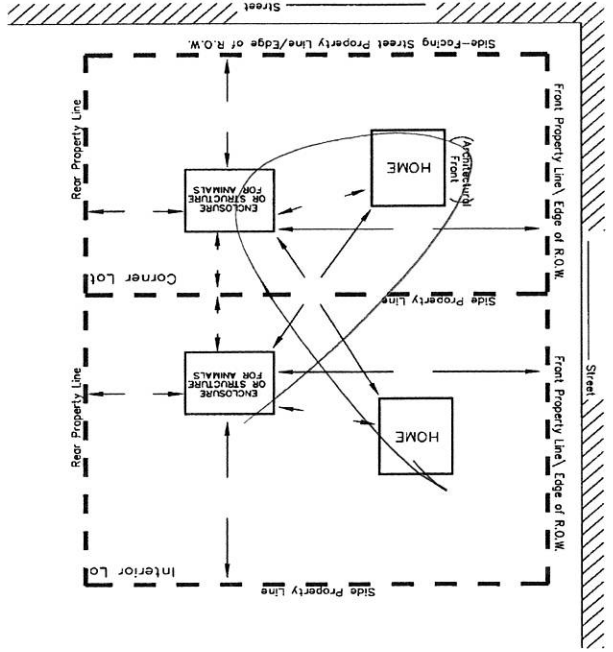 Street
Side-Facing Street Property Line/Edge of R.O.W.
Rear Property Line
ENCLOSURE
OR STRUCTURE
FOR ANIMALS
HOME
(Architectural
Front)
Front Property Line\ Edge of R.O.W.
Corner Lot
Side Property Line
Street
Rear Property Line
ENCLOSURE
OR STRUCTURE
FOR ANIMALS
HOME
Front Property Line\ Edge of R.O.W.
Interior Lo
Side Property Line